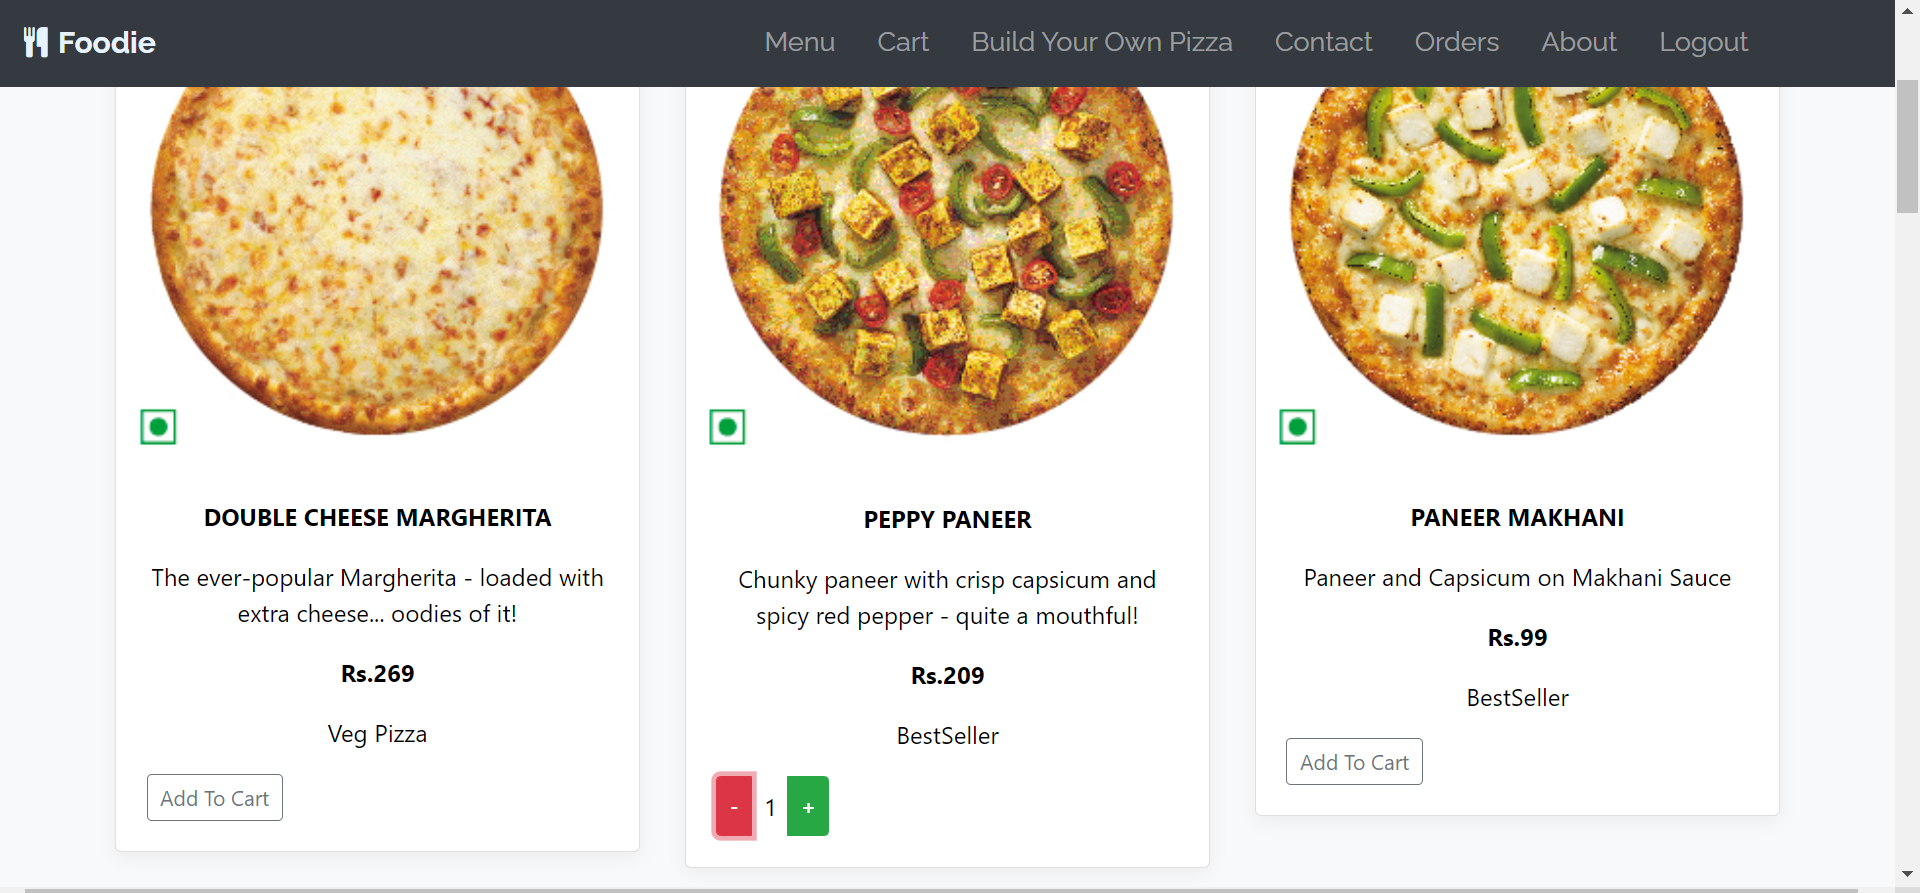 Foodie Menu Cart Build Your Own Pizza Contact Orders About Logout
DOUBLE CHEESE MARGHERITA
The ever-popular Margherita - loaded with
extra cheese... oodies of it!
Rs.269
Veg Pizza
Add To Cart
PEPPY PANEER
Chunky paneer with crisp capsicum and
spicy red pepper - quite a mouthful!
Rs.209
BestSeller
- 1 +
PANEER MAKHANI
Paneer and Capsicum on Makhani Sauce
Rs.99
BestSeller
Add To Cart